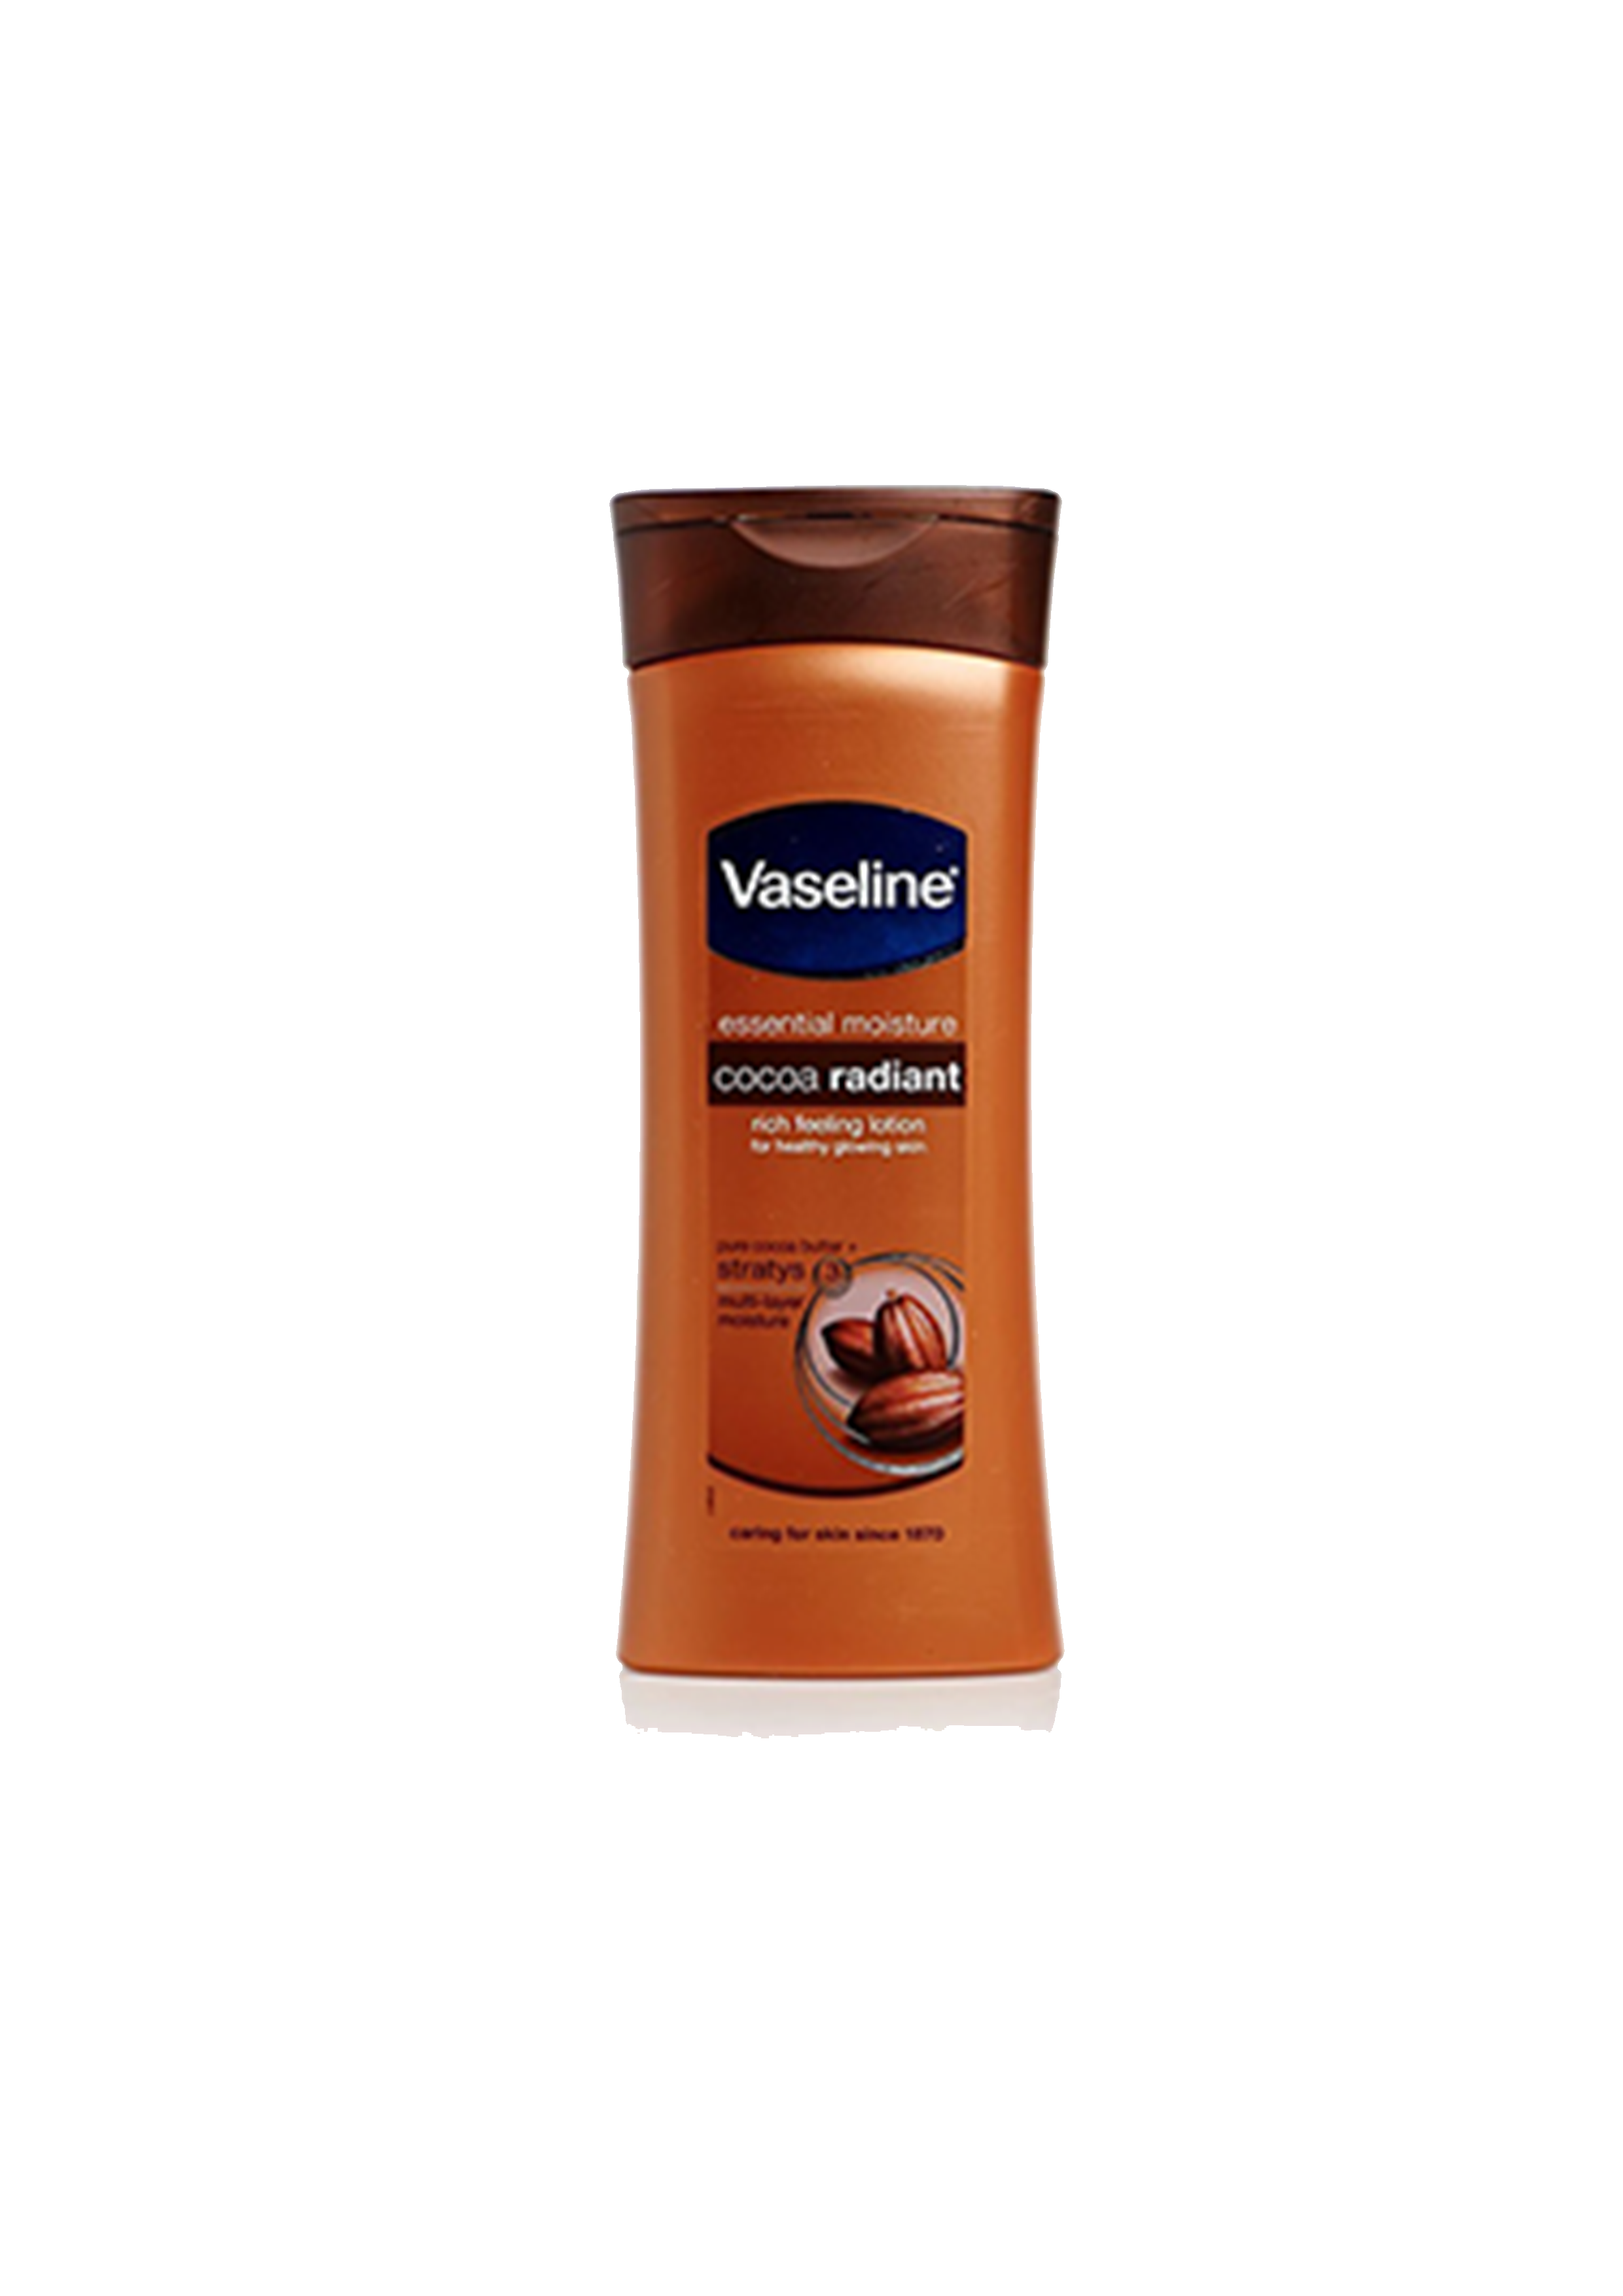 Vaseline
essential moisture
cocoa radiant
rich feeling lotion
for healthy glowing skin
pure cocoa butter +
stratys 3
multi-layer
moisture
caring for skin since 1870